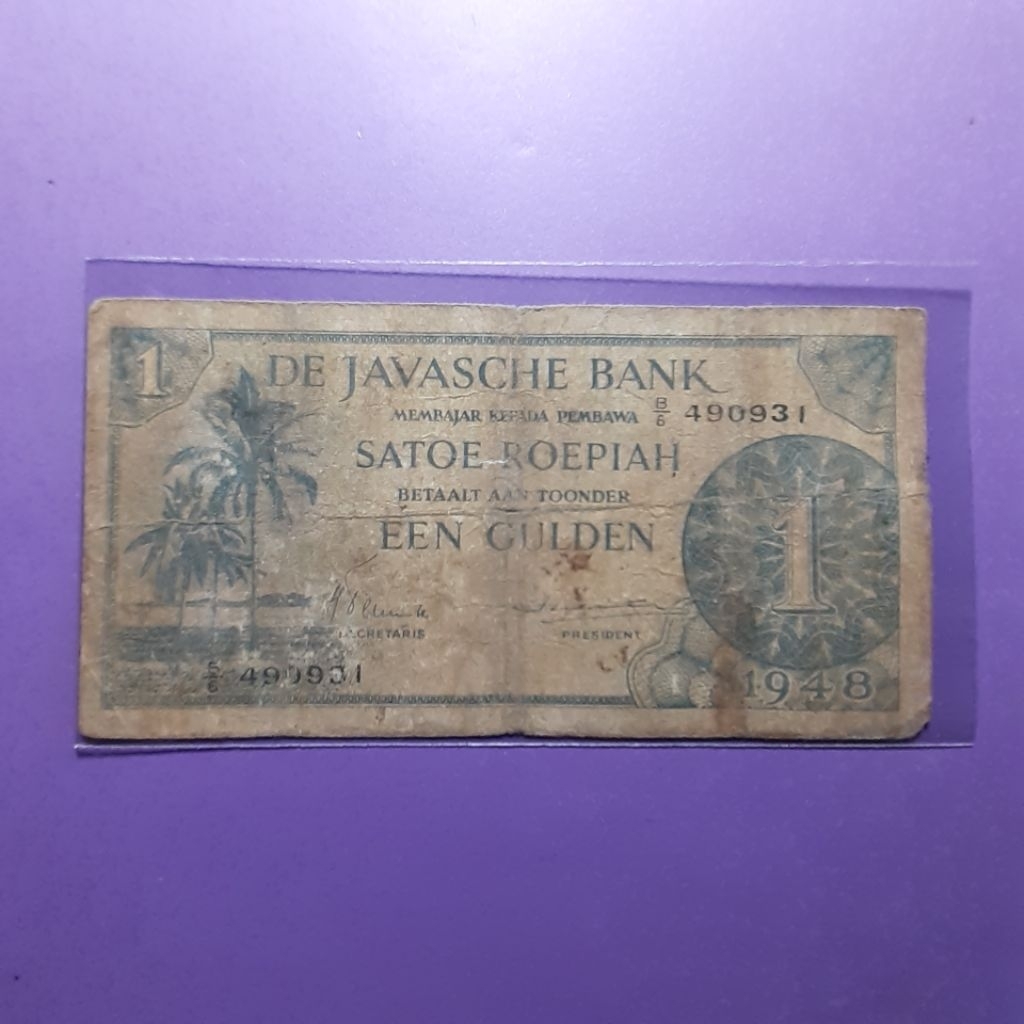 1
DE JAVASCHE BANK
MEMBAJAR KEPADA PEMBAWA B/6 490931
SATOE ROEPIAH
BETAALT AAN TOONDER
EEN GULDEN
1
SECRETARIS
PRESIDENT
490931
1
1948